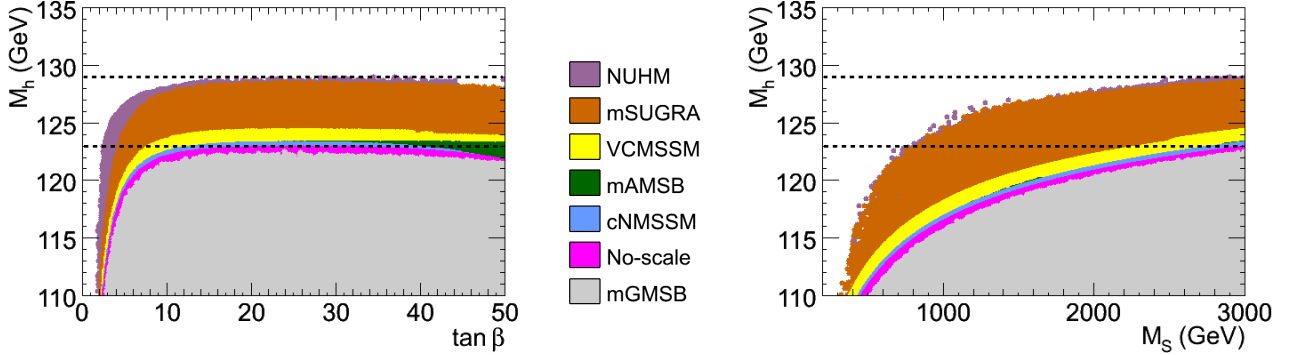 M_h (GeV)
135
130
125
120
115
110
0 10 20 30 40 50
tan β
NUHM
mSUGRA
VCMSSM
mAMSB
cNMSSM
No-scale
mGMSB
M_h (GeV)
135
130
125
120
115
110
1000 2000 3000
M_S (GeV)